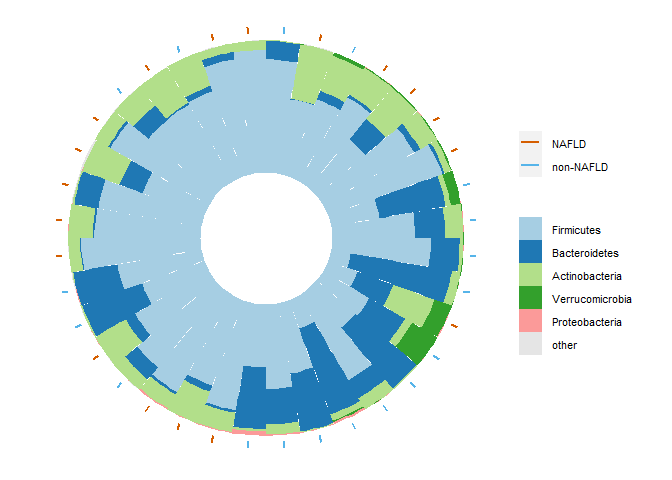 NAFLD
non-NAFLD
Firmicutes
Bacteroidetes
Actinobacteria
Verrucomicrobia
Proteobacteria
other